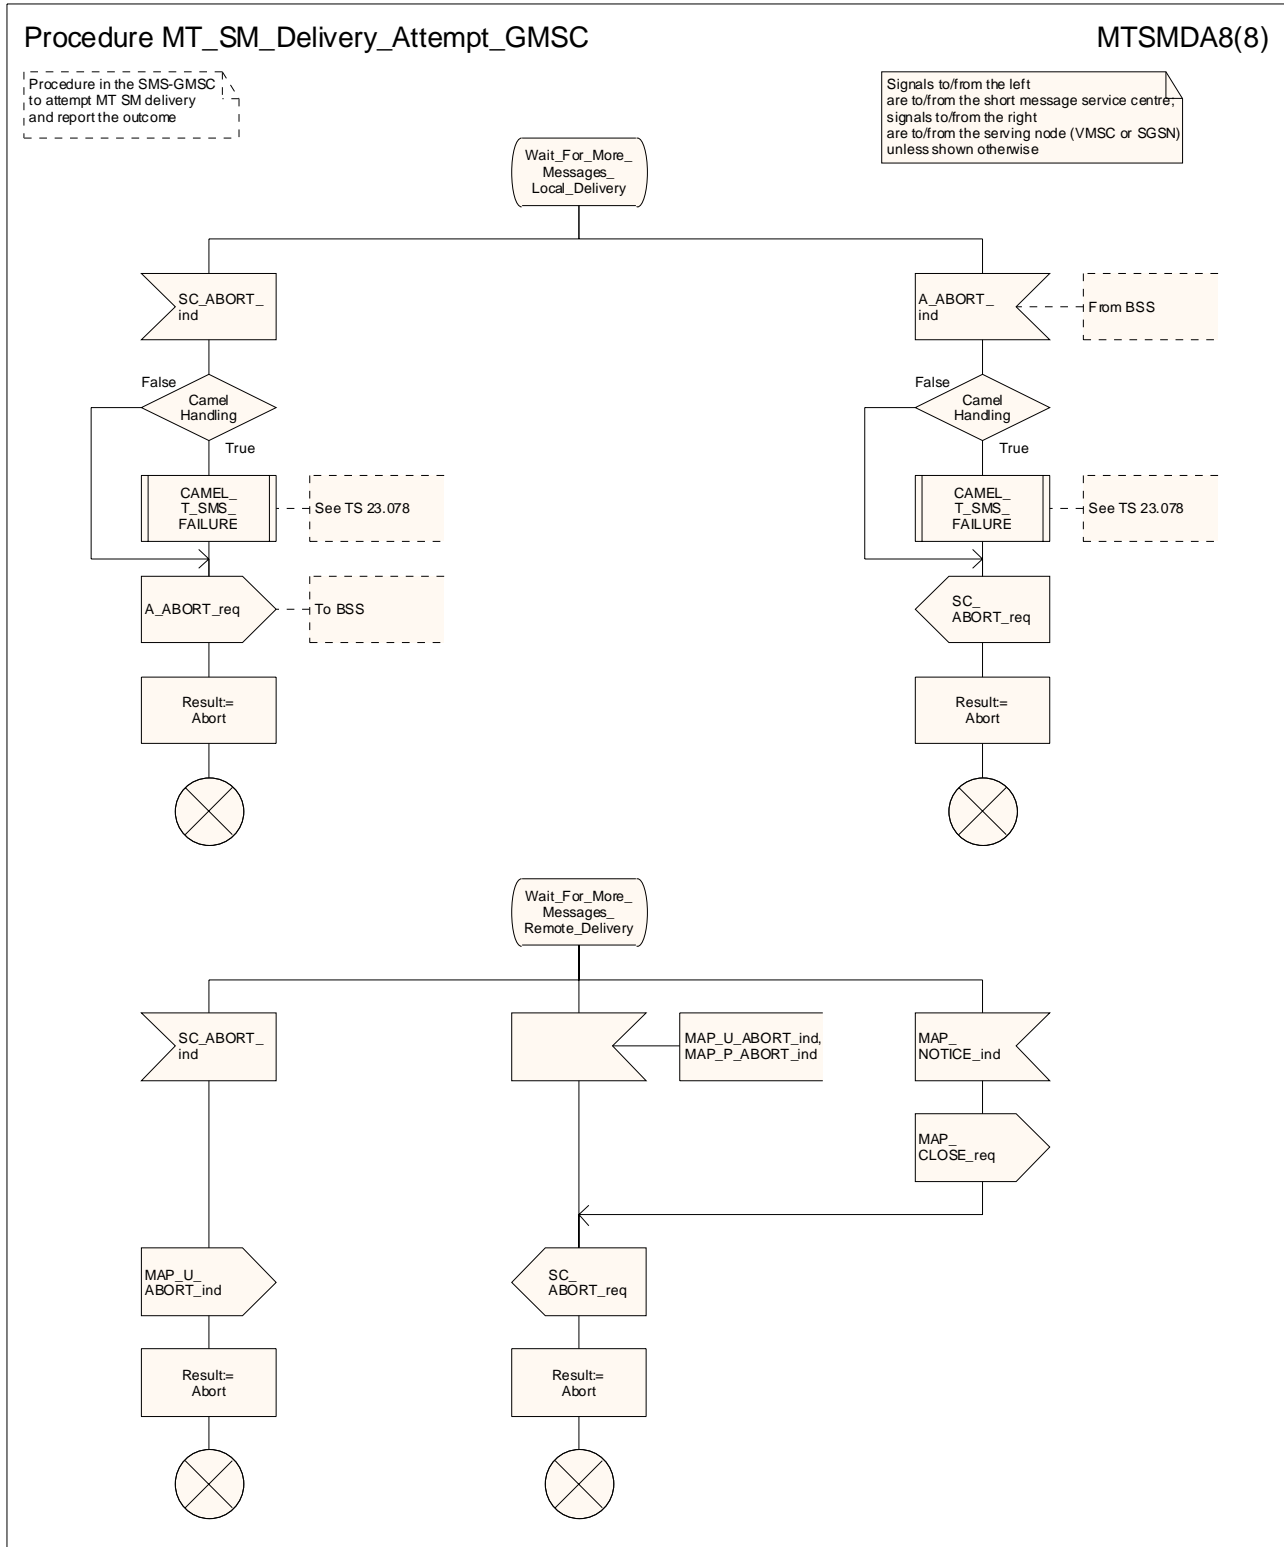 Procedure MT_SM_Delivery_Attempt_GMSC
MTSMDA8(8)
Procedure in the SMS-GMSC
to attempt MT SM delivery
and report the outcome
Signals to/from the left
are to/from the short message service centre;
signals to/from the right
are to/from the serving node (VMSC or SGSN)
unless shown otherwise
Wait_For_More_
Messages_
Local_Delivery
SC_ABORT_
ind
A_ABORT_
ind
From BSS
False
Camel
Handling
True
False
Camel
Handling
True
CAMEL_
T_SMS_
FAILURE
See TS 23.078
CAMEL_
T_SMS_
FAILURE
See TS 23.078
A_ABORT_req
To BSS
SC_
ABORT_req
Result:=
Abort
Result:=
Abort
Wait_For_More_
Messages_
Remote_Delivery
SC_ABORT_
ind
MAP_U_ABORT_ind,
MAP_P_ABORT_ind
MAP_
NOTICE_ind
MAP_
CLOSE_req
MAP_U_
ABORT_ind
SC_
ABORT_req
Result:=
Abort
Result:=
Abort